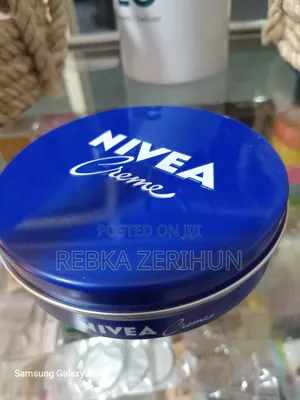 NIVEA
Creme
POSTED ON JIJI
REBKA ZERIHUN
NIVEA Creme
Samsung Galaxy